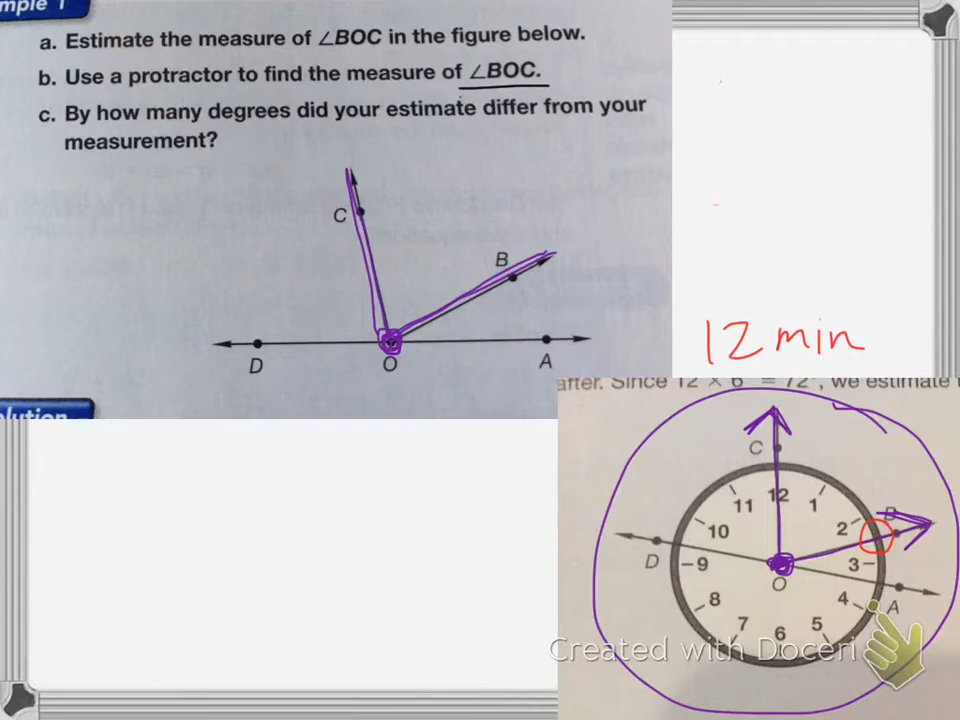 mple 1
a. Estimate the measure of ∠BOC in the figure below.
b. Use a protractor to find the measure of ∠BOC.
c. By how many degrees did your estimate differ from your
measurement?
C
B
D
O
A
olution
12 min
after. Since 12 × 6° = 72°, we estimate
C
B
12
11
1
10
2
D
9
3
O
8
4
A
7
5
6
Created with Doceri